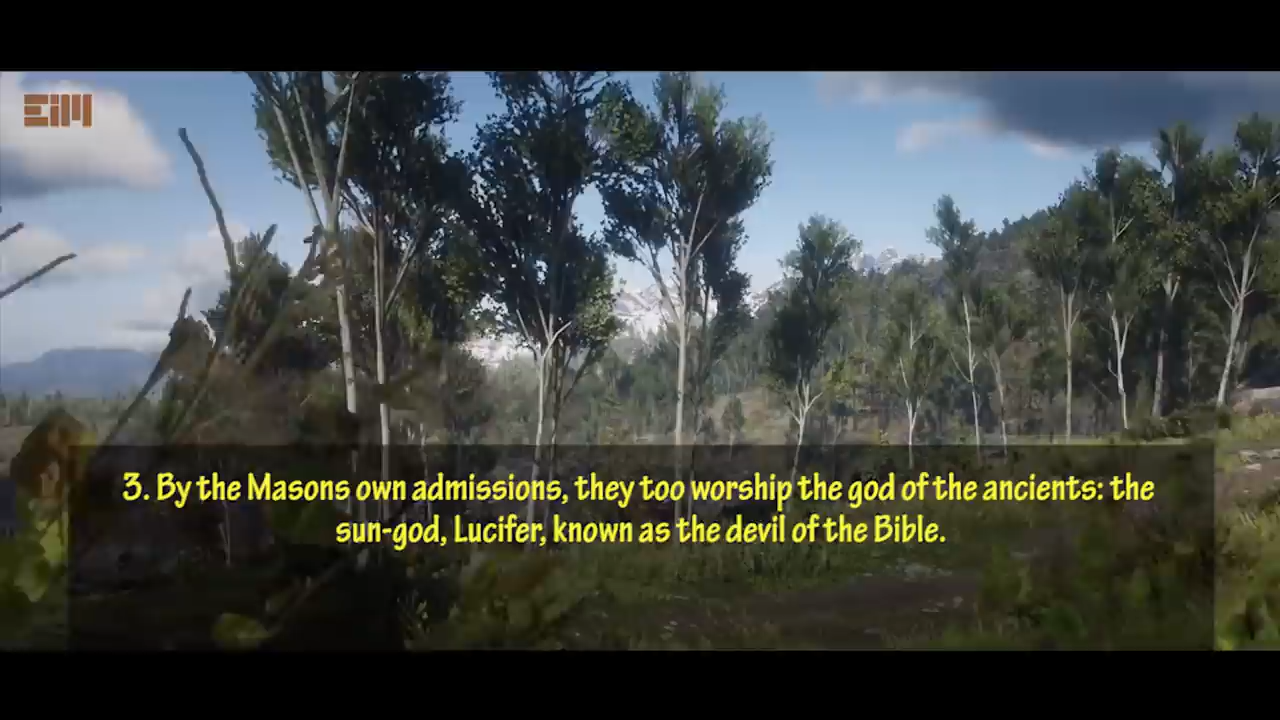 EIM
3. By the Masons own admissions, they too worship the god of the ancients: the
sun-god, Lucifer, known as the devil of the Bible.